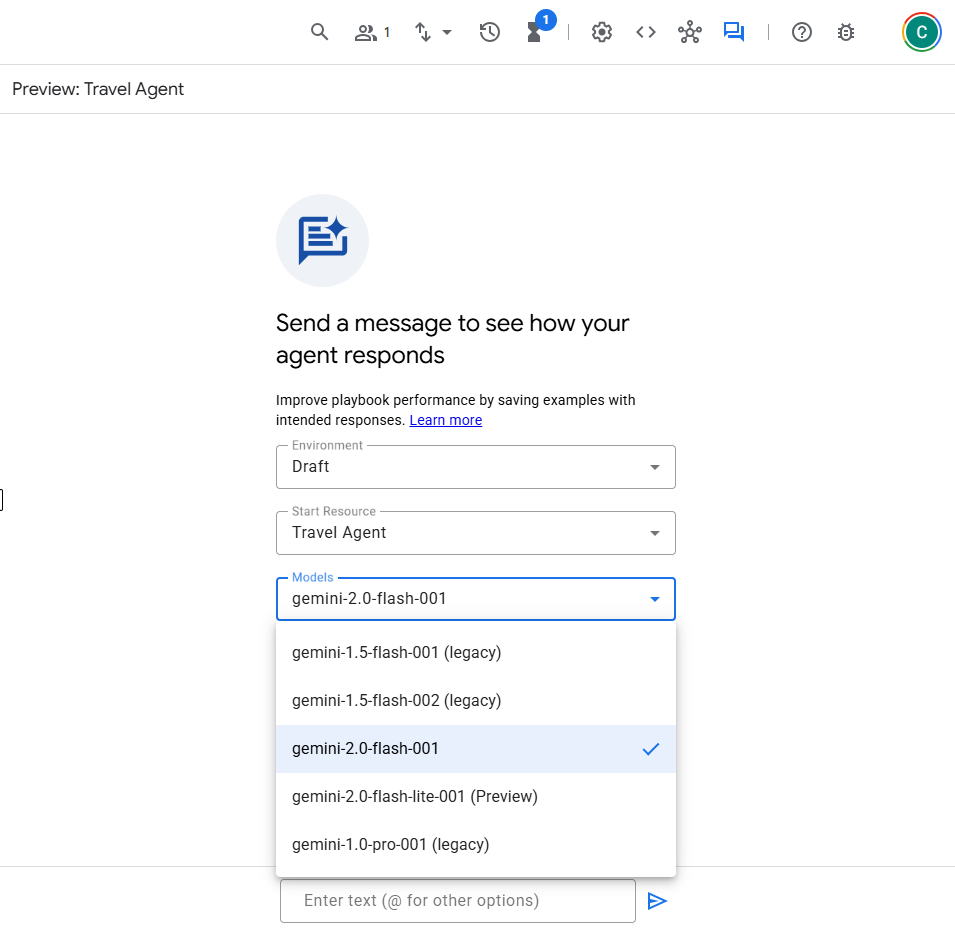 1
1
C
Preview: Travel Agent
Send a message to see how your
agent responds
Improve playbook performance by saving examples with
intended responses. Learn more
Environment
Draft
Start Resource
Travel Agent
Models
gemini-2.0-flash-001
gemini-1.5-flash-001 (legacy)
gemini-1.5-flash-002 (legacy)
gemini-2.0-flash-001
gemini-2.0-flash-lite-001 (Preview)
gemini-1.0-pro-001 (legacy)
Enter text (@ for other options)